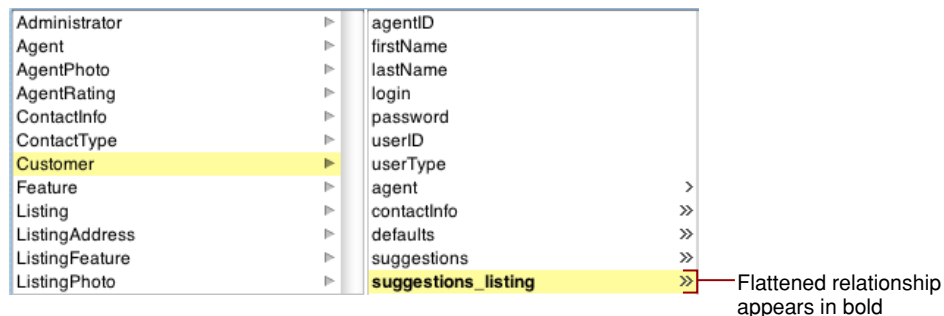 Administrator
Agent
AgentPhoto
AgentRating
ContactInfo
ContactType
Customer
Feature
Listing
ListingAddress
ListingFeature
ListingPhoto
agentID
firstName
lastName
login
password
userID
userType
agent
contactInfo
defaults
suggestions
suggestions_listing
Flattened relationship
appears in bold